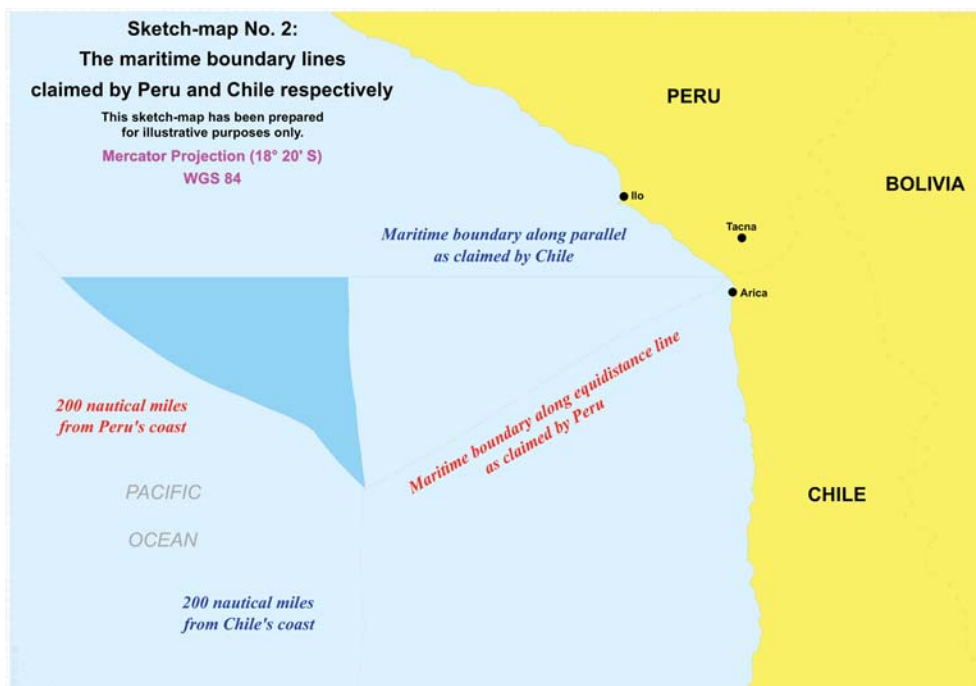 Sketch-map No. 2:
The maritime boundary lines
claimed by Peru and Chile respectively
This sketch-map has been prepared
for illustrative purposes only.
Mercator Projection (18° 20' S)
WGS 84
PERU
BOLIVIA
Ilo
Tacna
Maritime boundary along parallel
as claimed by Chile
Arica
Maritime boundary along equidistance line
as claimed by Peru
200 nautical miles
from Peru's coast
PACIFIC
OCEAN
CHILE
200 nautical miles
from Chile's coast